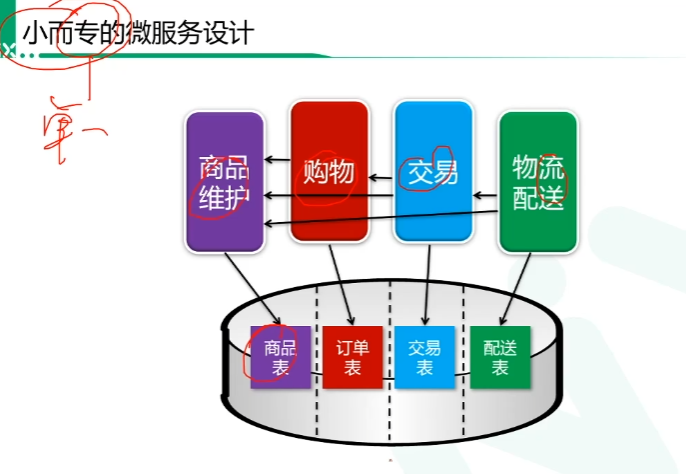 小而专的微服务设计
单一
商品
维护
购物
交易
物流
配送
商品
表
订单
表
交易
表
配送
表